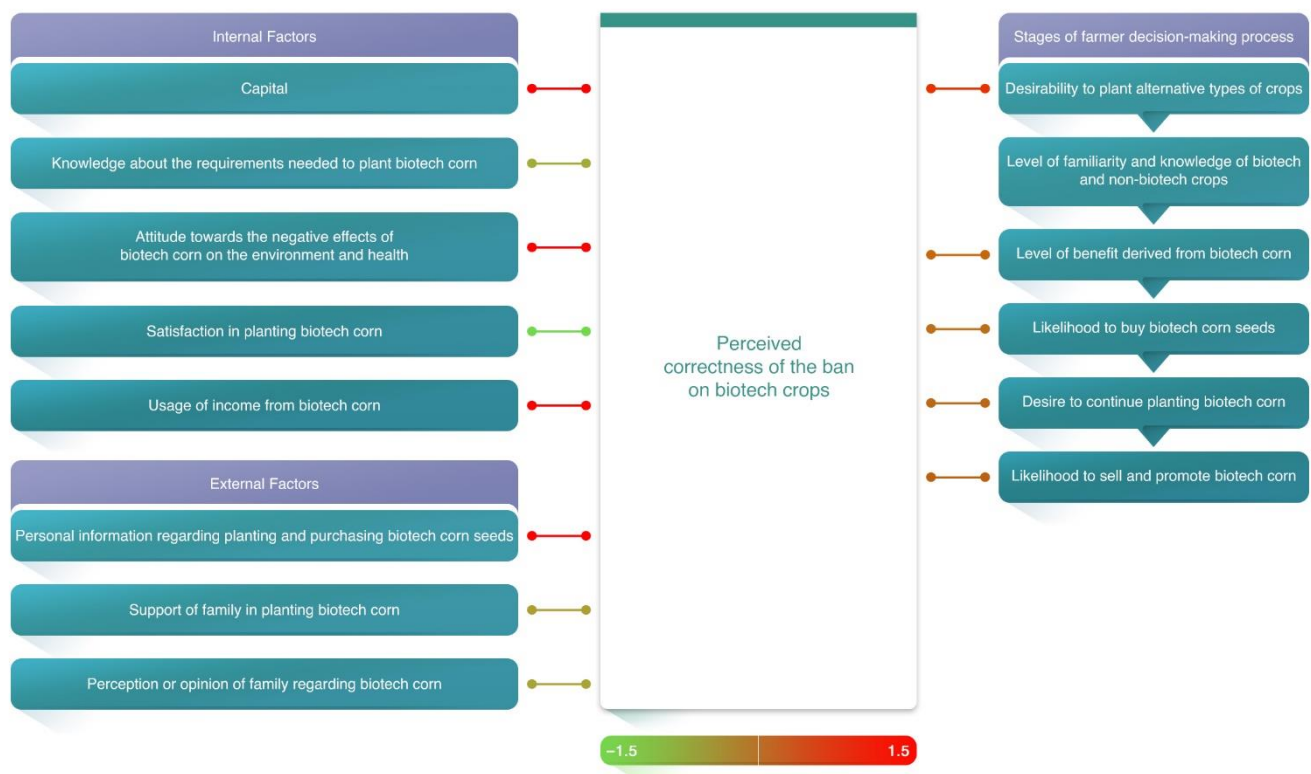 Internal Factors
Capital
Knowledge about the requirements needed to plant biotech corn
Attitude towards the negative effects of
biotech corn on the environment and health
Satisfaction in planting biotech corn
Usage of income from biotech corn
External Factors
Personal information regarding planting and purchasing biotech corn seeds
Support of family in planting biotech corn
Perception or opinion of family regarding biotech corn
Perceived
correctness of the ban
on biotech crops
−1.5
1.5
Stages of farmer decision-making process
Desirability to plant alternative types of crops
Level of familiarity and knowledge of biotech
and non-biotech crops
Level of benefit derived from biotech corn
Likelihood to buy biotech corn seeds
Desire to continue planting biotech corn
Likelihood to sell and promote biotech corn